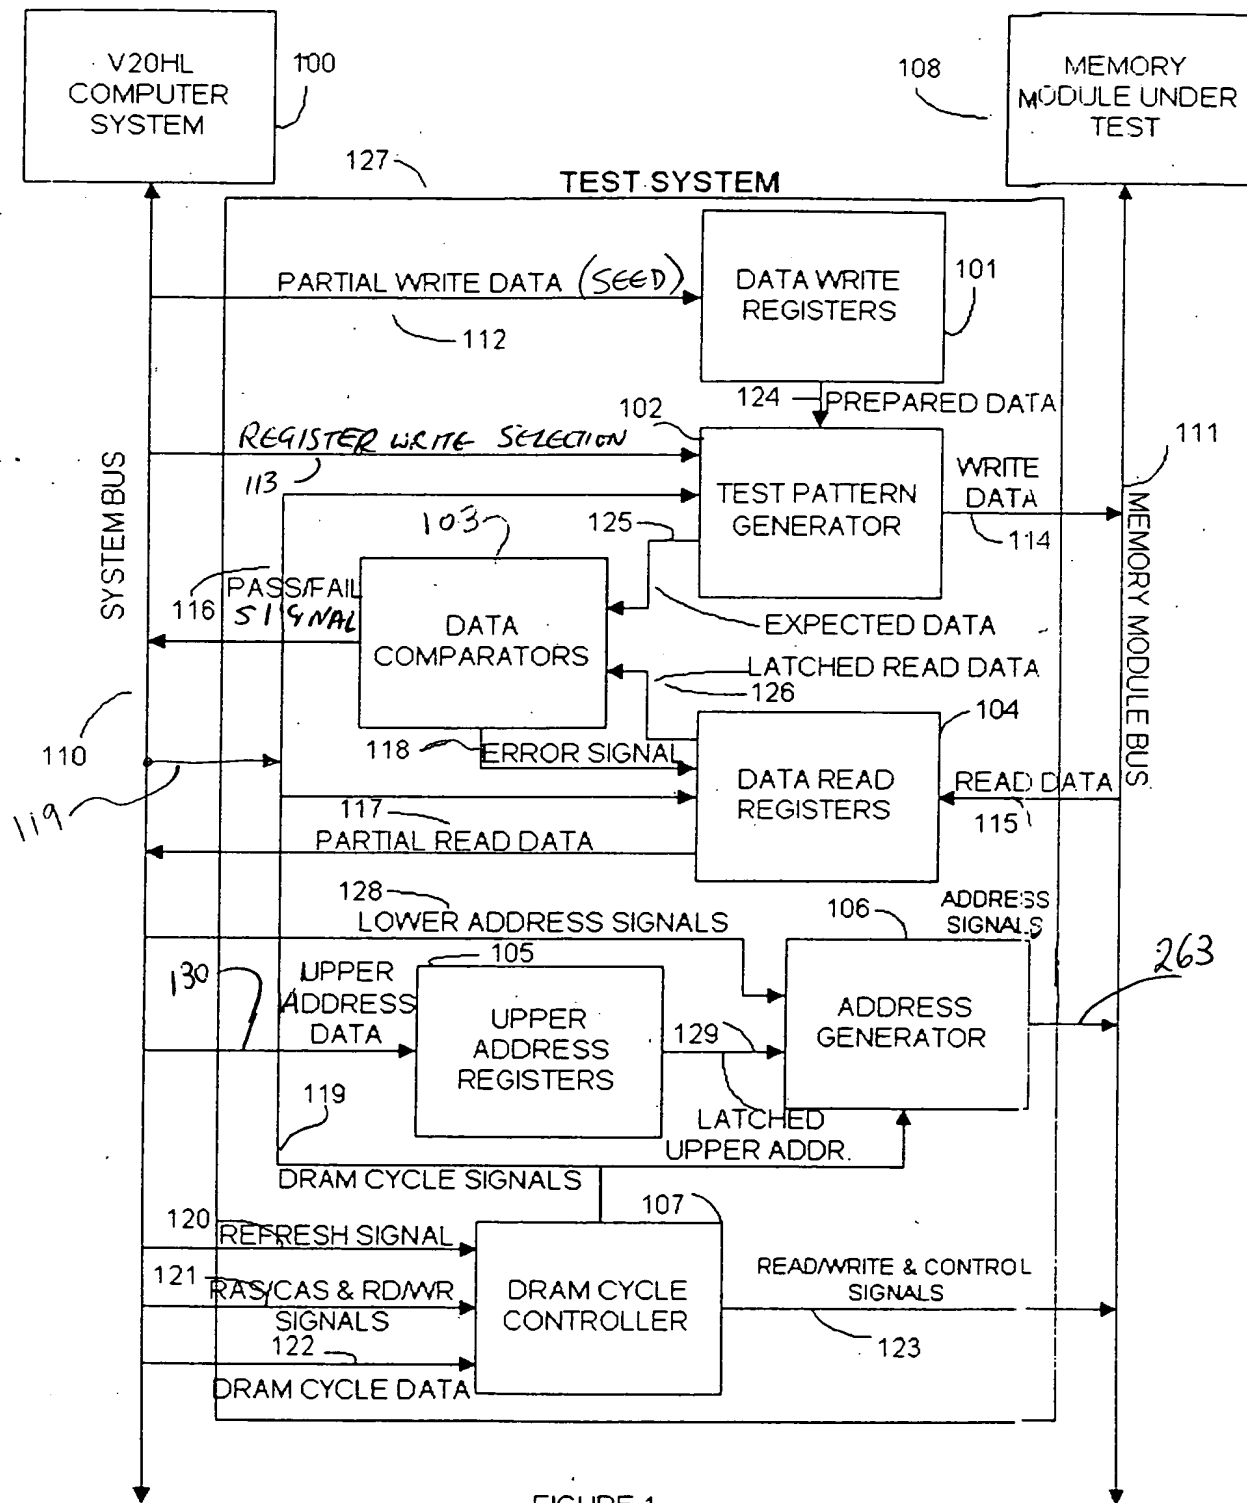 V20HL
COMPUTER
SYSTEM
100
108
MEMORY
MODULE UNDER
TEST
127
TEST SYSTEM
PARTIAL WRITE DATA (SEED)
112
DATA WRITE
REGISTERS
101
124
PREPARED DATA
102
REGISTER WRITE SELECTION
113
TEST PATTERN
GENERATOR
WRITE
DATA
114
111
SYSTEM BUS
MEMORY MODULE BUS
103
125
116
PASS/FAIL
SIGNAL
DATA
COMPARATORS
EXPECTED DATA
LATCHED READ DATA
126
104
110
118
ERROR SIGNAL
DATA READ
REGISTERS
READ DATA
115
119
117
PARTIAL READ DATA
128
LOWER ADDRESS SIGNALS
106
ADDRESS
SIGNALS
105
130
UPPER
ADDRESS
DATA
UPPER
ADDRESS
REGISTERS
129
ADDRESS
GENERATOR
263
119
LATCHED
UPPER ADDR.
DRAM CYCLE SIGNALS
107
120
REFRESH SIGNAL
121
RAS/CAS & RD/WR
SIGNALS
122
DRAM CYCLE DATA
DRAM CYCLE
CONTROLLER
READ/WRITE & CONTROL
SIGNALS
123
FIGURE 1